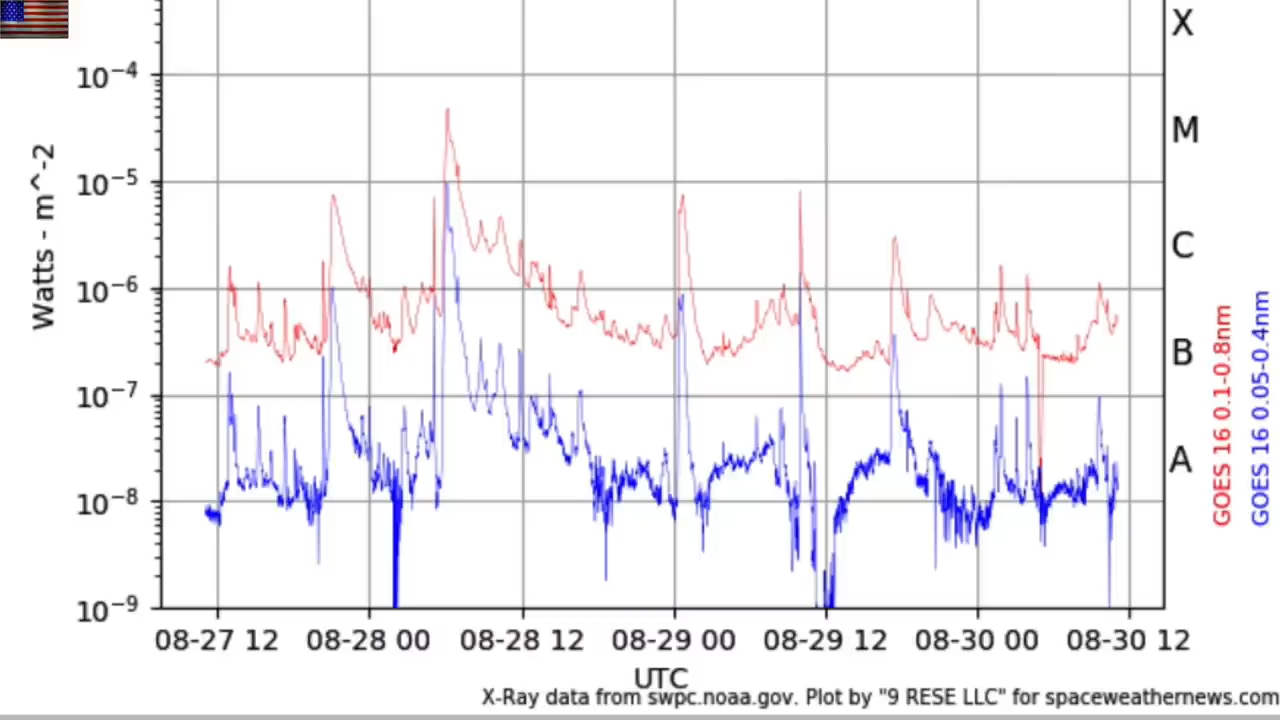 X
10−4
M
10−5
C
10−6
B
10−7
A
10−8
10−9
Watts - m^-2
GOES 16 0.1-0.8nm
GOES 16 0.05-0.4nm
08-27 12 08-28 00 08-28 12 08-29 00 08-29 12 08-30 00 08-30 12
UTC
X-Ray data from swpc.noaa.gov. Plot by "9 RESE LLC" for spaceweathernews.com